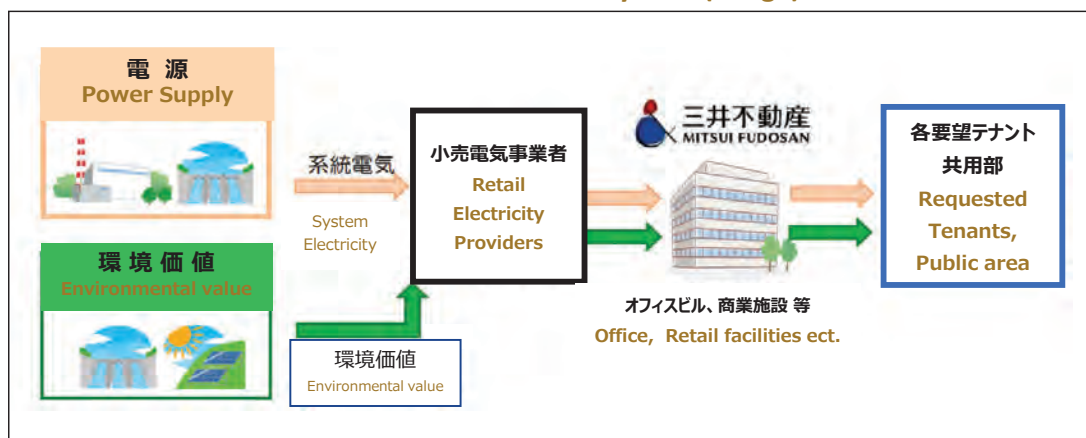 電 源
Power Supply
環 境 価 値
Environmental value
系統電気
System
Electricity
環境価値
Environmental value
小売電気事業者
Retail
Electricity
Providers
三井不動産
MITSUI FUDOSAN
オフィスビル、商業施設 等
Office, Retail facilities ect.
各要望テナント
共用部
Requested
Tenants,
Public area